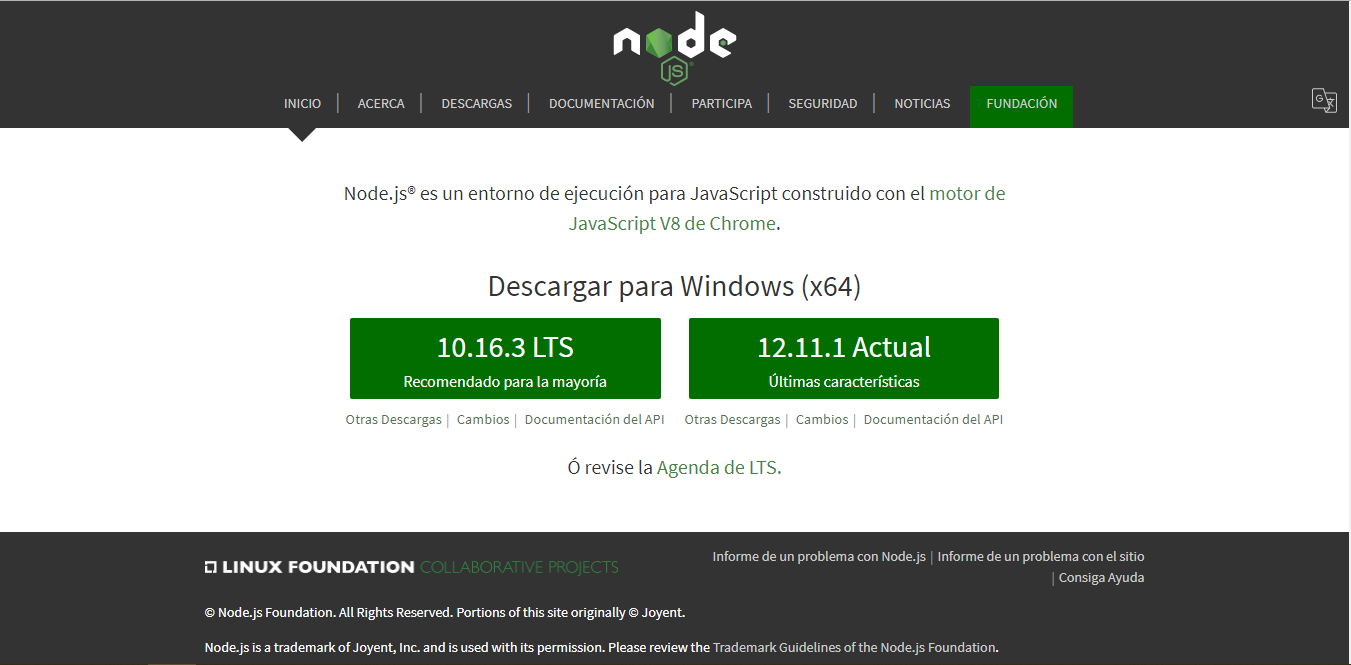 node
JS
INICIO | ACERCA | DESCARGAS | DOCUMENTACIÓN | PARTICIPA | SEGURIDAD | NOTICIAS FUNDACIÓN
Node.js® es un entorno de ejecución para JavaScript construido con el motor de
JavaScript V8 de Chrome.
Descargar para Windows (x64)
10.16.3 LTS
Recomendado para la mayoría
12.11.1 Actual
Últimas características
Otras Descargas | Cambios | Documentación del API
Otras Descargas | Cambios | Documentación del API
Ó revise la Agenda de LTS.
LINUX FOUNDATION COLLABORATIVE PROJECTS
Informe de un problema con Node.js | Informe de un problema con el sitio
| Consiga Ayuda
© Node.js Foundation. All Rights Reserved. Portions of this site originally © Joyent.
Node.js is a trademark of Joyent, Inc. and is used with its permission. Please review the Trademark Guidelines of the Node.js Foundation.